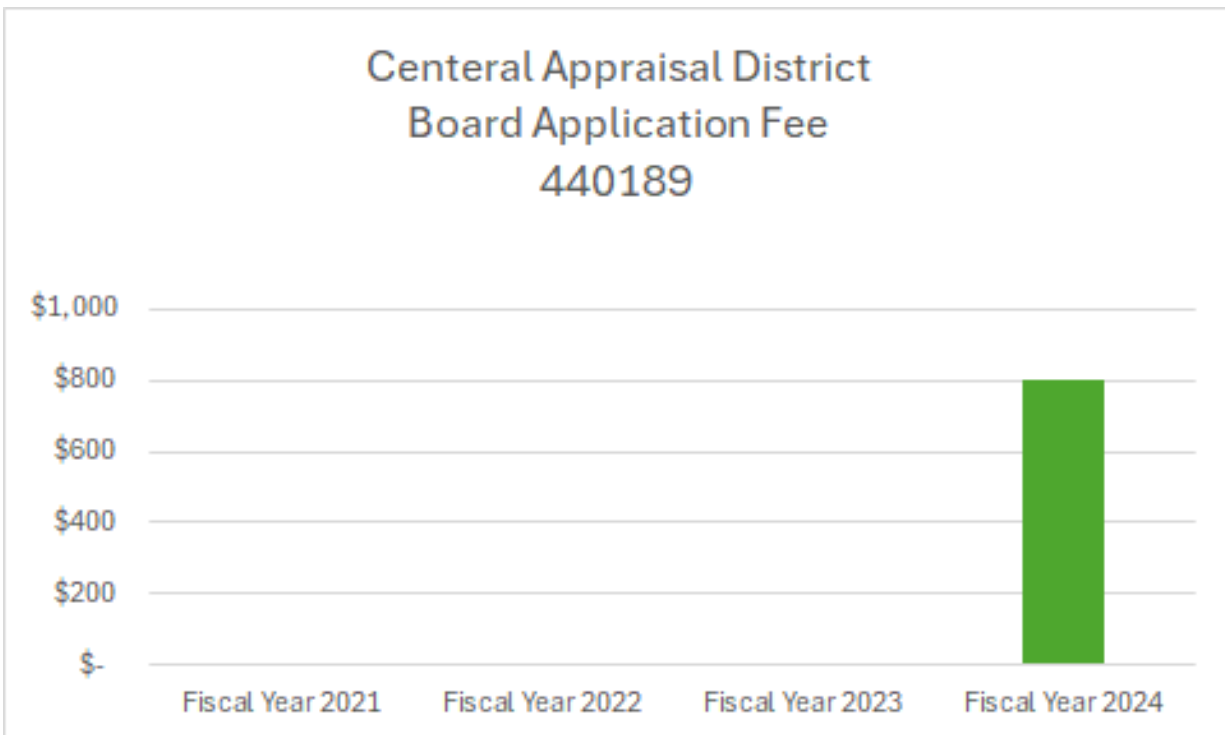 Centeral Appraisal District
Board Application Fee
440189
$1,000
$800
$600
$400
$200
$-
Fiscal Year 2021 Fiscal Year 2022 Fiscal Year 2023 Fiscal Year 2024